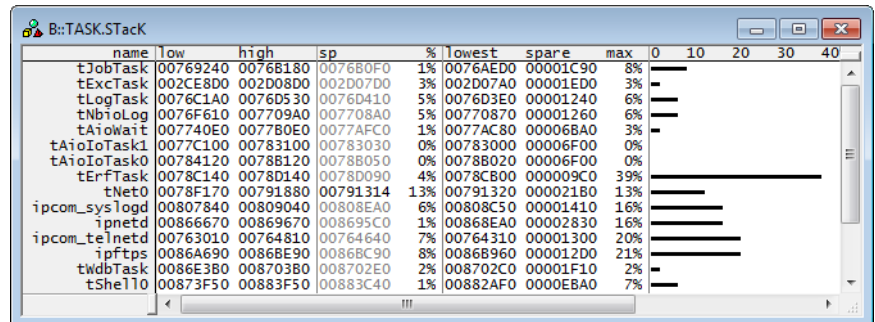 B::TASK.STacK
name low high sp % lowest spare max 0 10 20 30 40
tJobTask 00769240 0076B180 0076B0F0 1% 0076AED0 00001C90 8%
tExcTask 002CE8D0 002D08D0 002D07D0 3% 002D07A0 00001ED0 3%
tLogTask 0076C1A0 0076D530 0076D410 5% 0076D3E0 00001240 6%
tNbioLog 0076F610 007709A0 007708A0 5% 00770870 00001260 6%
tAioWait 007740E0 0077B0E0 0077AFC0 1% 0077AC80 00006BA0 3%
tAioIoTask1 0077C100 00783100 00783030 0% 00783000 00006F00 0%
tAioIoTask0 00784120 0078B120 0078B050 0% 0078B020 00006F00 0%
tErfTask 0078C140 0078D140 0078D090 4% 0078CB00 000009C0 39%
tNet0 0078F170 00791880 00791314 13% 00791320 000021B0 13%
ipcom_syslogd 00807840 00809040 00808EA0 6% 00808C50 00001410 16%
ipnetd 00866670 00869670 008695C0 1% 00868EA0 00002830 16%
ipcom_telnetd 00763010 00764810 00764640 7% 00764310 00001300 20%
ipftps 0086A690 0086BE90 0086BC90 8% 0086B960 000012D0 21%
tWdbTask 0086E3B0 008703B0 008702E0 2% 008702C0 00001F10 2%
tShell0 00873F50 00883F50 00883C40 1% 00882AF0 0000EBA0 7%